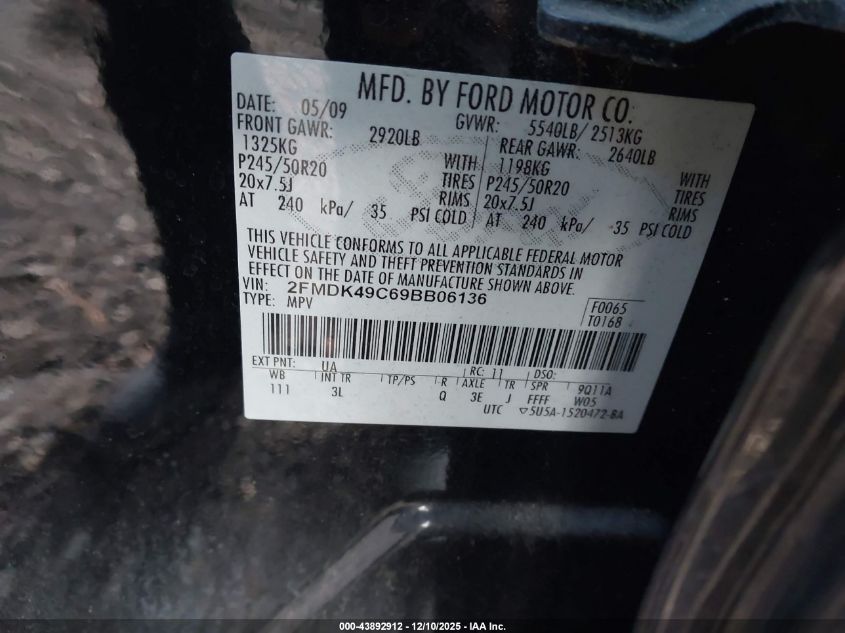 MFD. BY FORD MOTOR CO.
DATE: 05/09 GVWR: 5540LB/ 2513KG
FRONT GAWR: 2920LB REAR GAWR: 2640LB
1325KG WITH 1198KG WITH
P245/50R20 TIRES P245/50R20 TIRES
20x7.5J RIMS 20x7.5J RIMS
AT 240 kPa/ 35 PSI COLD AT 240 kPa/ 35 PSI COLD
THIS VEHICLE CONFORMS TO ALL APPLICABLE FEDERAL MOTOR
VEHICLE SAFETY AND THEFT PREVENTION STANDARDS IN
EFFECT ON THE DATE OF MANUFACTURE SHOWN ABOVE.
VIN: 2FMDK49C69BB06136
TYPE: MPV
F0065
T0168
EXT PNT: UA RC: 11 DSO:
WB INT TR TP/PS R AXLE TR SPR 9Q11A
111 3L Q 3E J FFFF W05
UTC ▽5U5A-1520472-BA
000-43892912 - 12/10/2025 - IAA Inc.